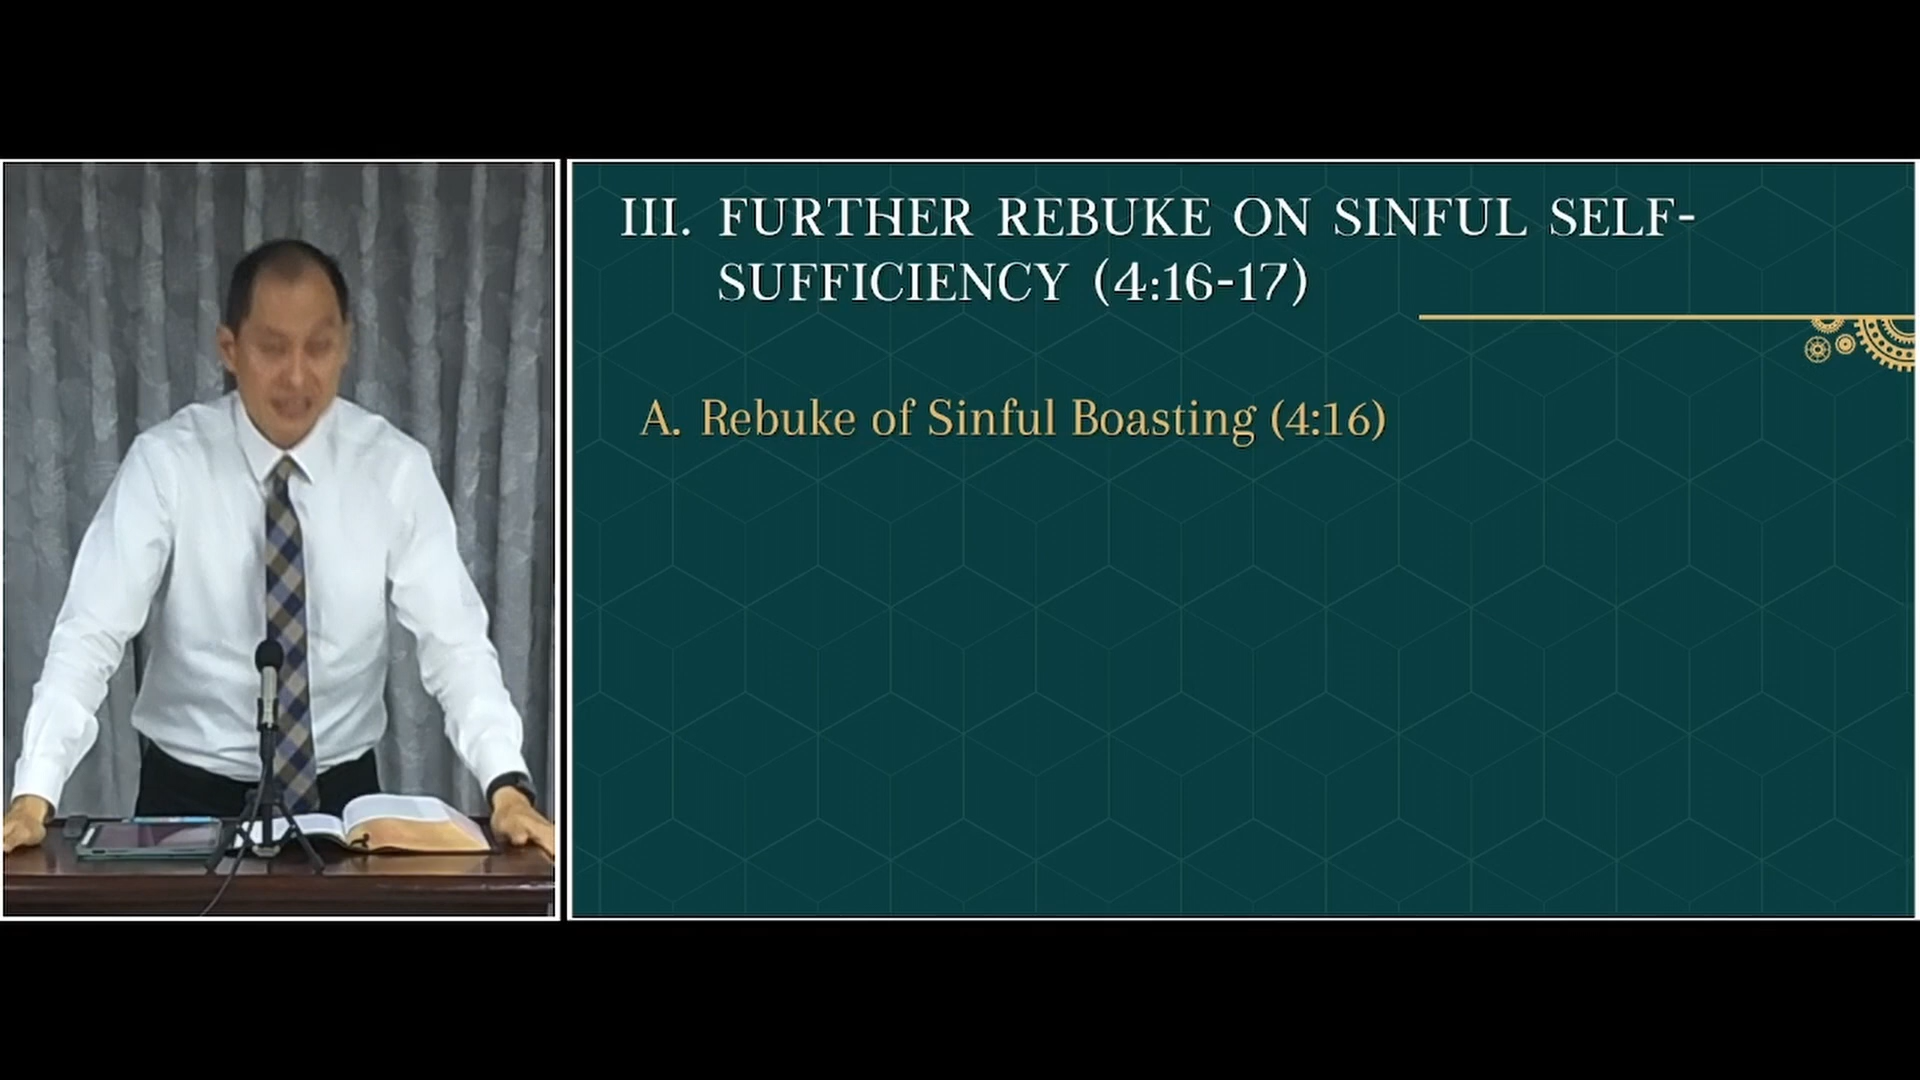 III. FURTHER REBUKE ON SINFUL SELF-
SUFFICIENCY (4:16-17)
A. Rebuke of Sinful Boasting (4:16)